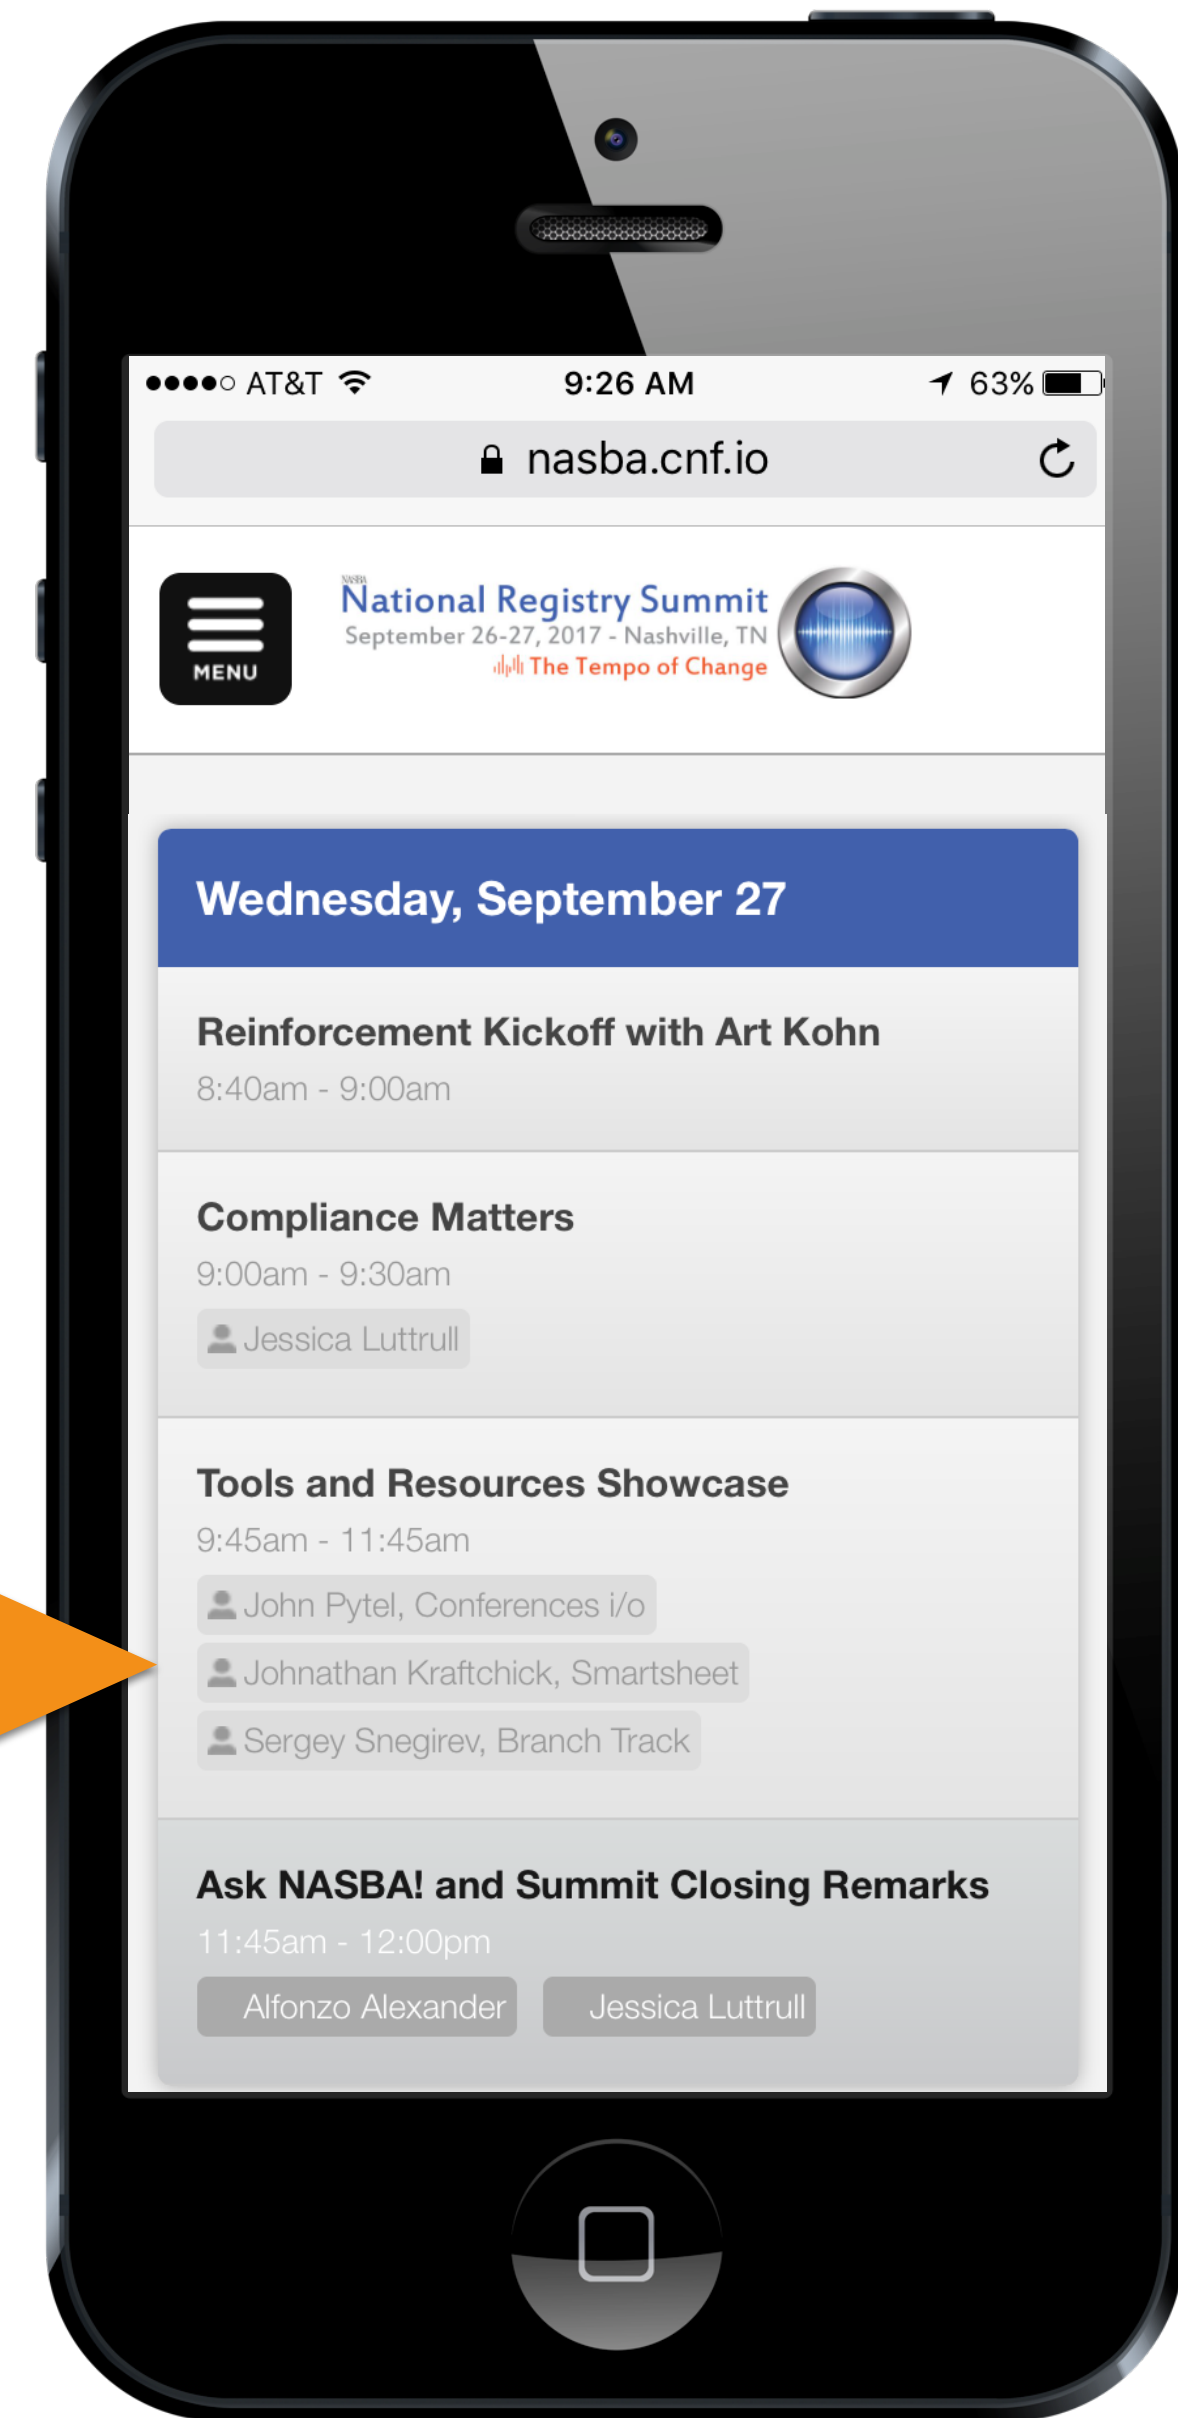 AT&T 9:26 AM 63%
nasba.cnf.io
MENU
NASBA
National Registry Summit
September 26-27, 2017 - Nashville, TN
The Tempo of Change
Wednesday, September 27
Reinforcement Kickoff with Art Kohn
8:40am - 9:00am
Compliance Matters
9:00am - 9:30am
Jessica Luttrull
Tools and Resources Showcase
9:45am - 11:45am
John Pytel, Conferences i/o
Johnathan Kraftchick, Smartsheet
Sergey Snegirev, Branch Track
Ask NASBA! and Summit Closing Remarks
11:45am - 12:00pm
Alfonzo Alexander Jessica Luttrull